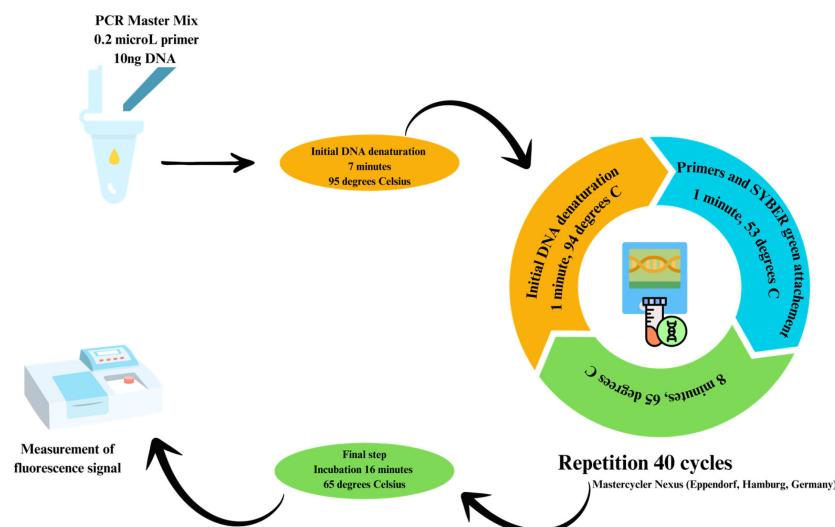 PCR Master Mix
0.2 microL primer
10ng DNA
Initial DNA denaturation
7 minutes
95 degrees Celsius
Initial DNA denaturation
1 minute, 94 degrees C
Primers and SYBER green attachement
1 minute, 53 degrees C
8 minutes, 65 degrees C
Repetition 40 cycles
Mastercycler Nexus (Eppendorf, Hamburg, Germany)
Final step
Incubation 16 minutes
65 degrees Celsius
Measurement of
fluorescence signal